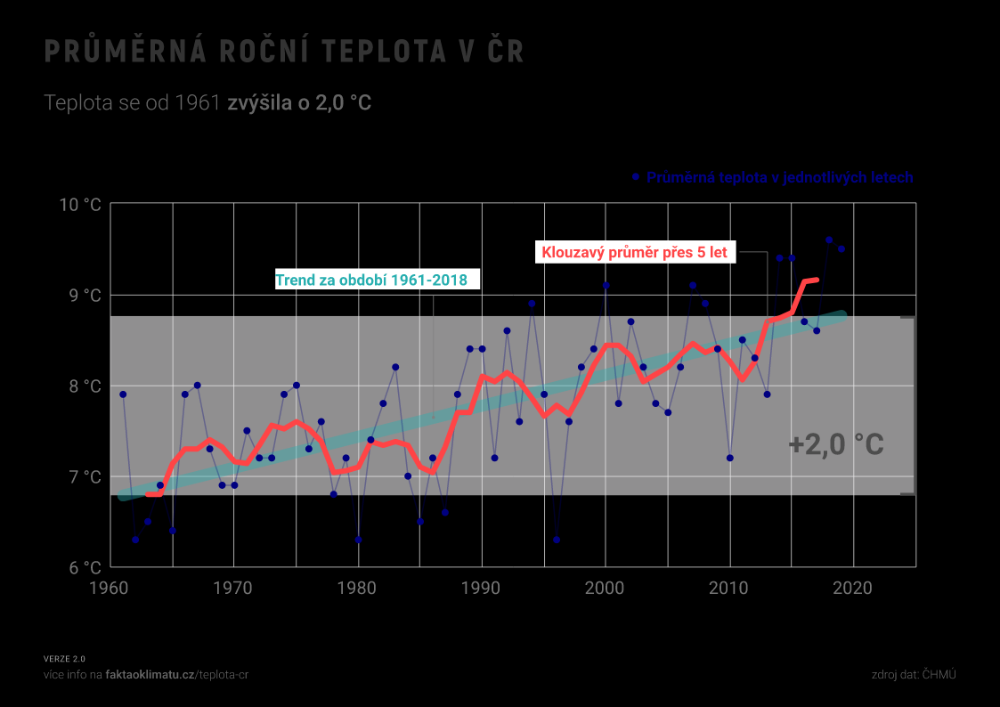 PRŮMĚRNÁ ROČNÍ TEPLOTA V ČR
Teplota se od 1961 zvýšila o 2,0 °C
Průměrná teplota v jednotlivých letech
10 °C
Klouzavý průměr přes 5 let
Trend za období 1961-2018
9 °C
8 °C
+2,0 °C
7 °C
6 °C
1960 1970 1980 1990 2000 2010 2020
VERZE 2.0
více info na faktaoklimatu.cz/teplota-cr
zdroj dat: ČHMÚ